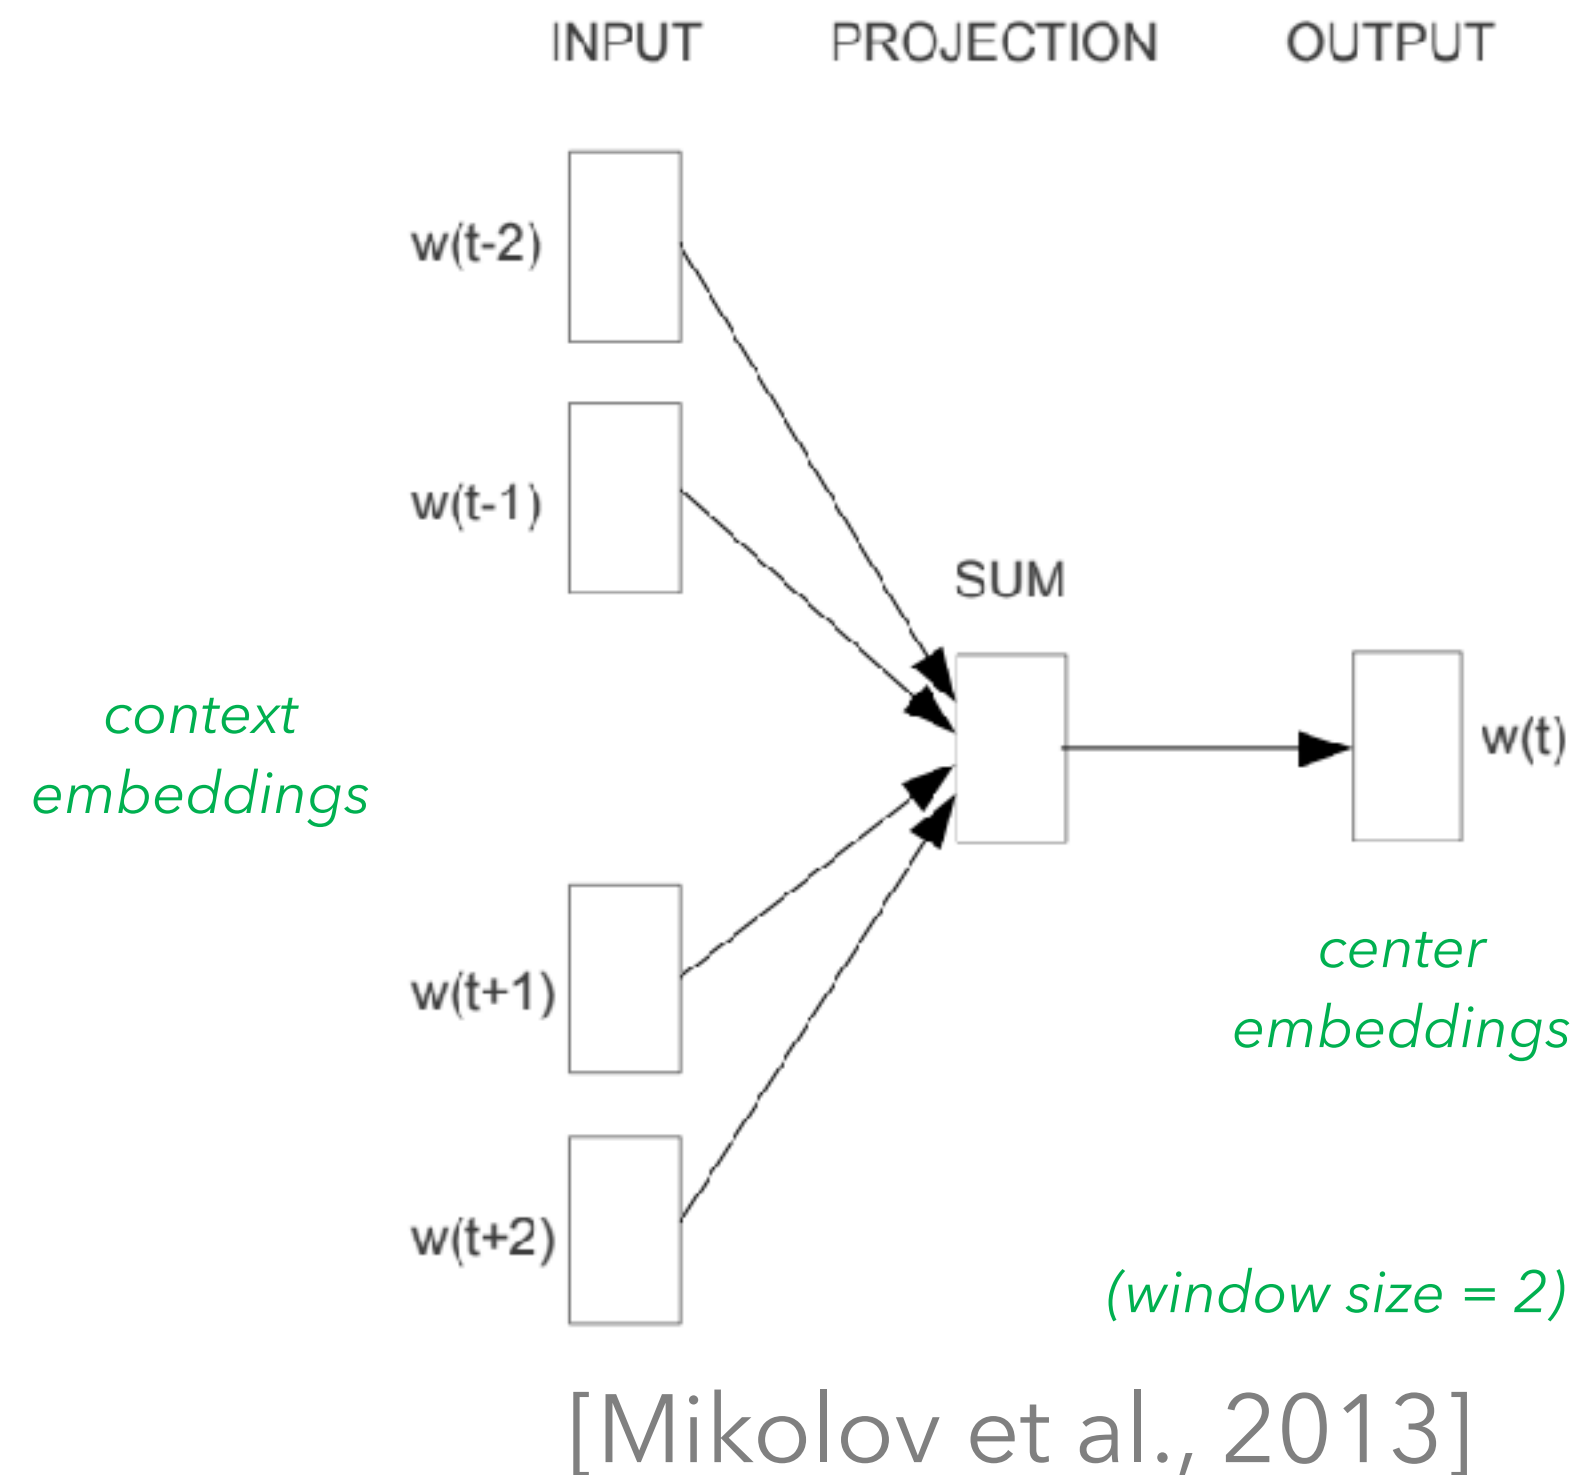 INPUT PROJECTION OUTPUT
w(t-2)
w(t-1)
SUM
context
embeddings
w(t)
center
embeddings
w(t+1)
w(t+2)
(window size = 2)
[Mikolov et al., 2013]